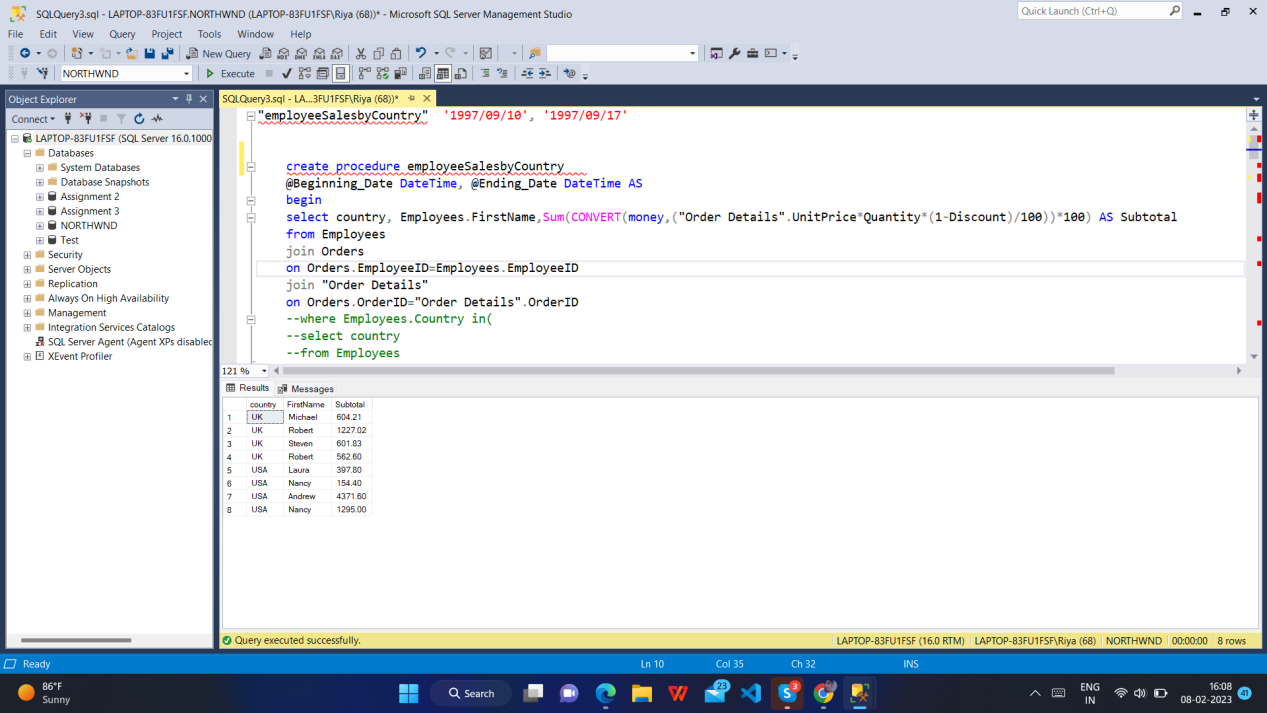 SQLQuery3.sql - LAPTOP-83FU1FSF.NORTHWND (LAPTOP-83FU1FSF\Riya (68))* - Microsoft SQL Server Management Studio
Quick Launch (Ctrl+Q)
File Edit View Query Project Tools Window Help
New Query
NORTHWND Execute
Object Explorer
SQLQuery3.sql - LA...3FU1FSF\Riya (68))*
Connect
LAPTOP-83FU1FSF (SQL Server 16.0.1000
Databases
System Databases
Database Snapshots
Assignment 2
Assignment 3
NORTHWND
Test
Security
Server Objects
Replication
Always On High Availability
Management
Integration Services Catalogs
SQL Server Agent (Agent XPs disabled
XEvent Profiler
"employeeSalesbyCountry"  '1997/09/10', '1997/09/17'
create procedure employeeSalesbyCountry
@Beginning_Date DateTime, @Ending_Date DateTime AS
begin
select country, Employees.FirstName,Sum(CONVERT(money,("Order Details".UnitPrice*Quantity*(1-Discount)/100))*100) AS Subtotal
from Employees
join Orders
on Orders.EmployeeID=Employees.EmployeeID
join "Order Details"
on Orders.OrderID="Order Details".OrderID
--where Employees.Country in(
--select country
--from Employees
121 %
Results Messages
country FirstName Subtotal
1 UK Michael 604.21
2 UK Robert 1227.02
3 UK Steven 601.83
4 UK Robert 562.60
5 USA Laura 397.80
6 USA Nancy 154.40
7 USA Andrew 4371.60
8 USA Nancy 1295.00
Query executed successfully. LAPTOP-83FU1FSF (16.0 RTM) LAPTOP-83FU1FSF\Riya (68) NORTHWND 00:00:00 8 rows
Ready Ln 10 Col 35 Ch 32 INS
86°F
Sunny
Search
23
3
ENG
IN
16:08
08-02-2023
41